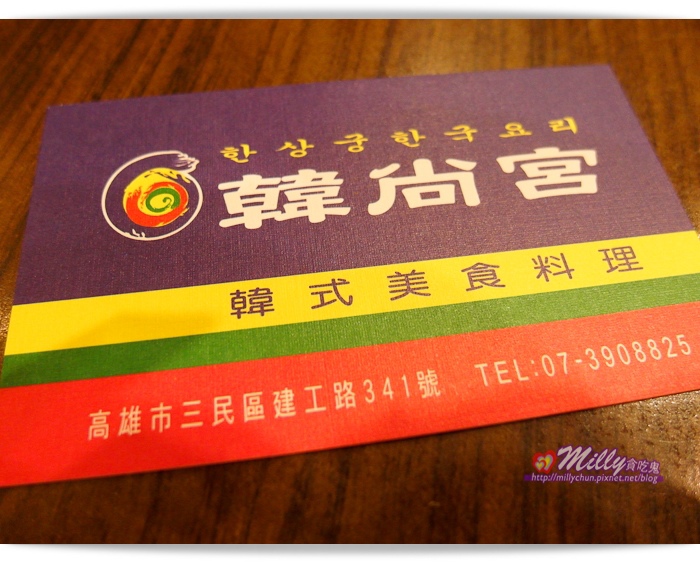 한상궁한국요리
韓尚宮
韓式美食料理
高雄市三民區建工路341號 TEL:07-3908825
Milly貪吃鬼
http://millychun.pixnet.net/blog